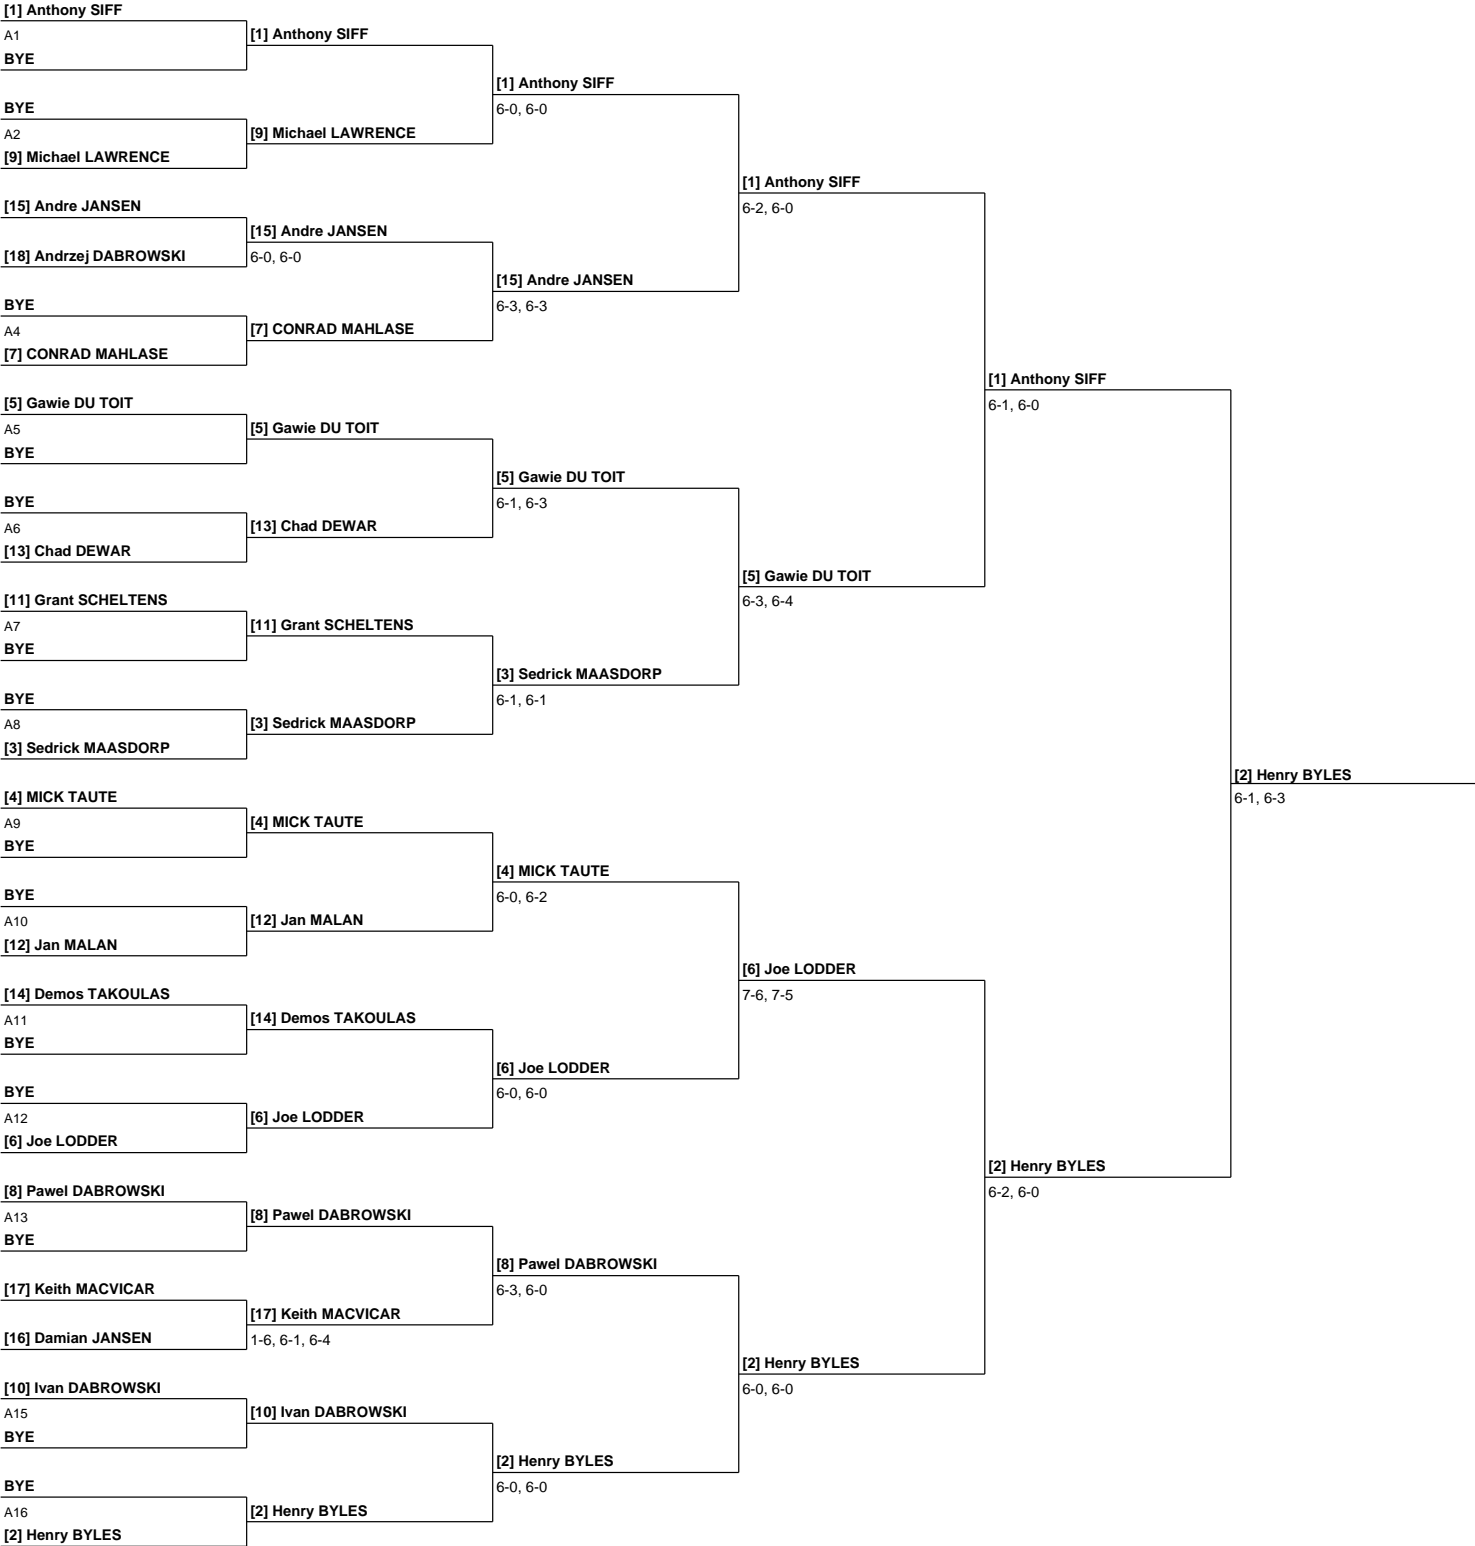 [1] Anthony SIFF
A1
BYE
BYE
A2
[9] Michael LAWRENCE
[15] Andre JANSEN
[18] Andrzej DABROWSKI
BYE
A4
[7] CONRAD MAHLASE
[5] Gawie DU TOIT
A5
BYE
BYE
A6
[13] Chad DEWAR
[11] Grant SCHELTENS
A7
BYE
BYE
A8
[3] Sedrick MAASDORP
[4] MICK TAUTE
A9
BYE
BYE
A10
[12] Jan MALAN
[14] Demos TAKOULAS
A11
BYE
BYE
A12
[6] Joe LODDER
[8] Pawel DABROWSKI
A13
BYE
[17] Keith MACVICAR
[16] Damian JANSEN
[10] Ivan DABROWSKI
A15
BYE
BYE
A16
[2] Henry BYLES
[1] Anthony SIFF
[9] Michael LAWRENCE
[15] Andre JANSEN
6-0, 6-0
[7] CONRAD MAHLASE
[5] Gawie DU TOIT
[13] Chad DEWAR
[11] Grant SCHELTENS
[3] Sedrick MAASDORP
[4] MICK TAUTE
[12] Jan MALAN
[14] Demos TAKOULAS
[6] Joe LODDER
[8] Pawel DABROWSKI
[17] Keith MACVICAR
1-6, 6-1, 6-4
[10] Ivan DABROWSKI
[2] Henry BYLES
[1] Anthony SIFF
6-0, 6-0
[15] Andre JANSEN
6-3, 6-3
[5] Gawie DU TOIT
6-1, 6-3
[3] Sedrick MAASDORP
6-1, 6-1
[4] MICK TAUTE
6-0, 6-2
[6] Joe LODDER
6-0, 6-0
[8] Pawel DABROWSKI
6-3, 6-0
[2] Henry BYLES
6-0, 6-0
[1] Anthony SIFF
6-2, 6-0
[5] Gawie DU TOIT
6-3, 6-4
[6] Joe LODDER
7-6, 7-5
[2] Henry BYLES
6-0, 6-0
[1] Anthony SIFF
6-1, 6-0
[2] Henry BYLES
6-2, 6-0
[2] Henry BYLES
6-1, 6-3